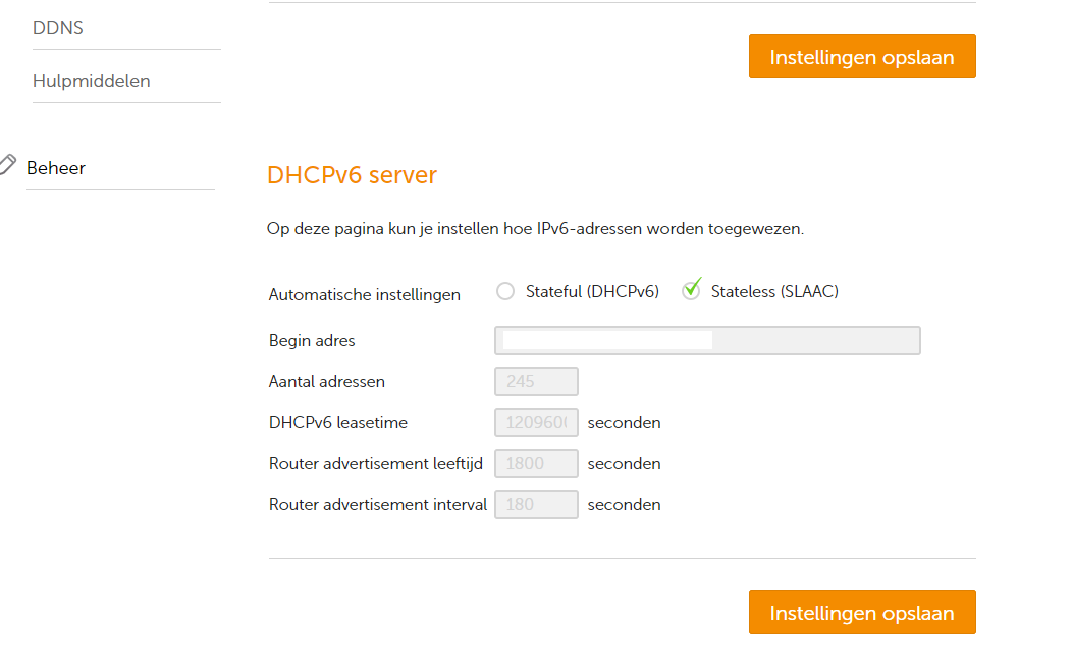 DDNS
Instellingen opslaan
Hulpmiddelen
Beheer
DHCPv6 server
Op deze pagina kun je instellen hoe IPv6-adressen worden toegewezen.
Automatische instellingen Stateful (DHCPv6) Stateless (SLAAC)
Begin adres
Aantal adressen 245
DHCPv6 leasetime seconden
Router advertisement leeftijd 1800 seconden
Router advertisement interval 180 seconden
Instellingen opslaan